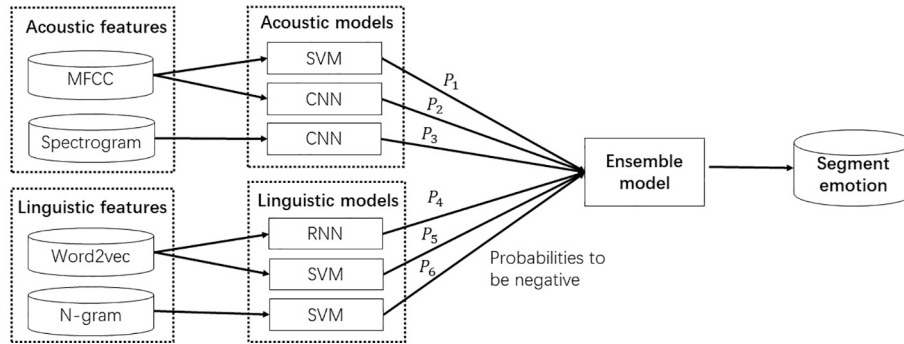 Acoustic features
MFCC
Spectrogram
Acoustic models
SVM
CNN
CNN
P1
P2
P3
Linguistic features
Word2vec
N-gram
Linguistic models
RNN
SVM
SVM
P4
P5
P6
Probabilities to
be negative
Ensemble
model
Segment
emotion